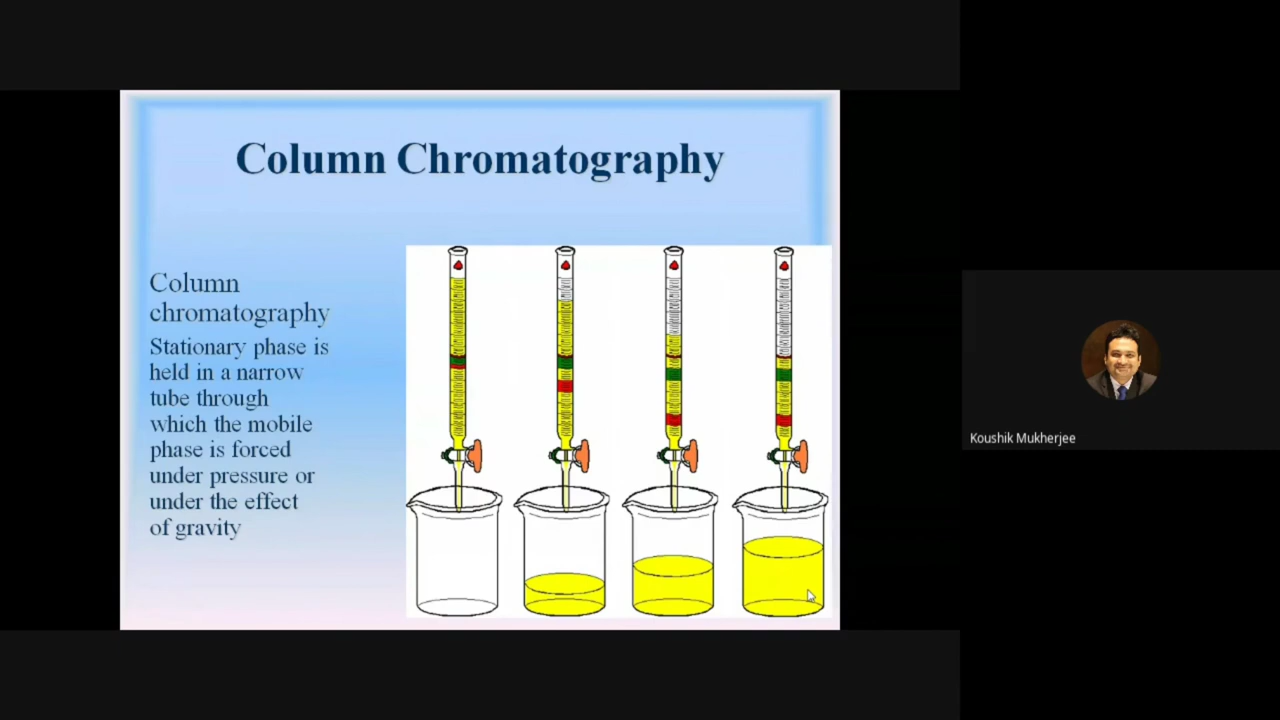 Column Chromatography
Column
chromatography
Stationary phase is
held in a narrow
tube through
which the mobile
phase is forced
under pressure or
under the effect
of gravity
Koushik Mukherjee